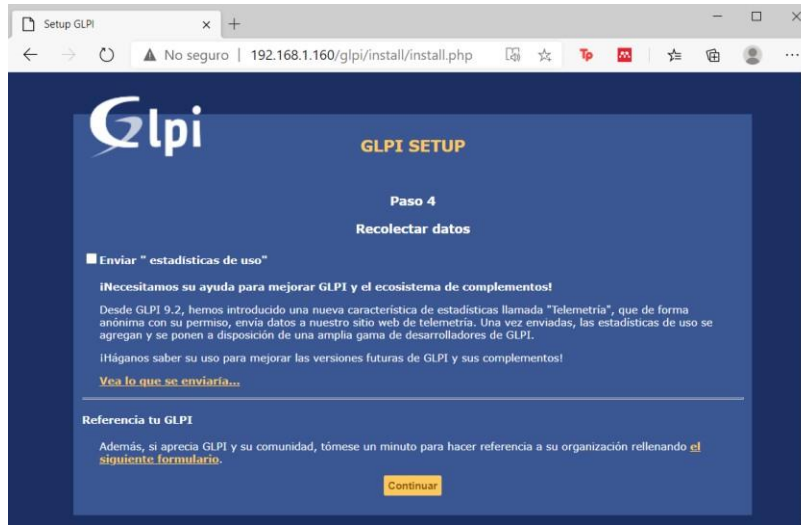 Setup GLPI
No seguro | 192.168.1.160/glpi/install/install.php
Glpi
GLPI SETUP
Paso 4
Recolectar datos
Enviar " estadísticas de uso"
¡Necesitamos su ayuda para mejorar GLPI y el ecosistema de complementos!
Desde GLPI 9.2, hemos introducido una nueva característica de estadísticas llamada "Telemetría", que de forma
anónima con su permiso, envía datos a nuestro sitio web de telemetría. Una vez enviadas, las estadísticas de uso se
agregan y se ponen a disposición de una amplia gama de desarrolladores de GLPI.
¡Háganos saber su uso para mejorar las versiones futuras de GLPI y sus complementos!
Vea lo que se enviaría...
Referencia tu GLPI
Además, si aprecia GLPI y su comunidad, tómese un minuto para hacer referencia a su organización rellenando el
siguiente formulario.
Continuar